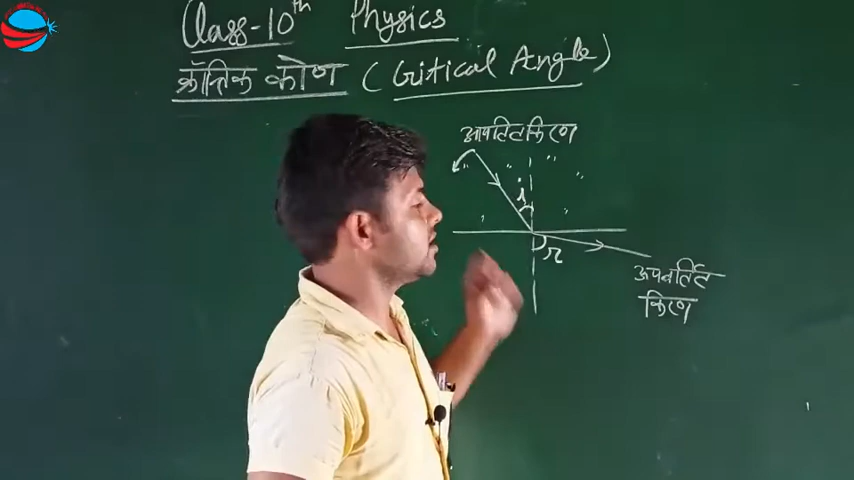 Class-10th Physics
क्रान्तिक कोण (Critical Angle)
आपतित किरण
i
r
अपवर्तित
किरण